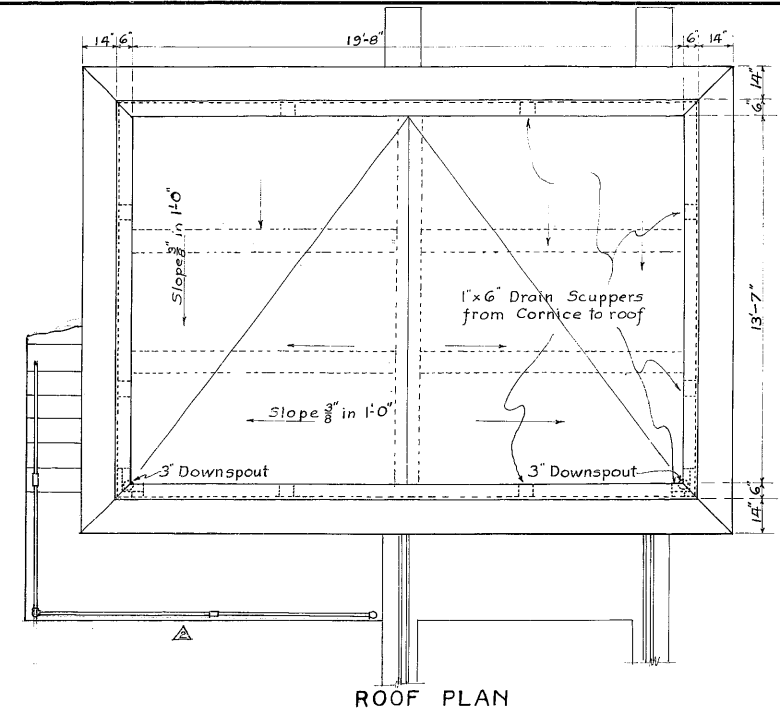 14" 6" 19'-8" 6" 14"
14"
6"
Slope 3/8" in 1'-0"
1"x6" Drain Scuppers
from Cornice to roof
13'-7"
Slope 3/8" in 1'-0"
3" Downspout
3" Downspout
6"
14"
2
ROOF PLAN